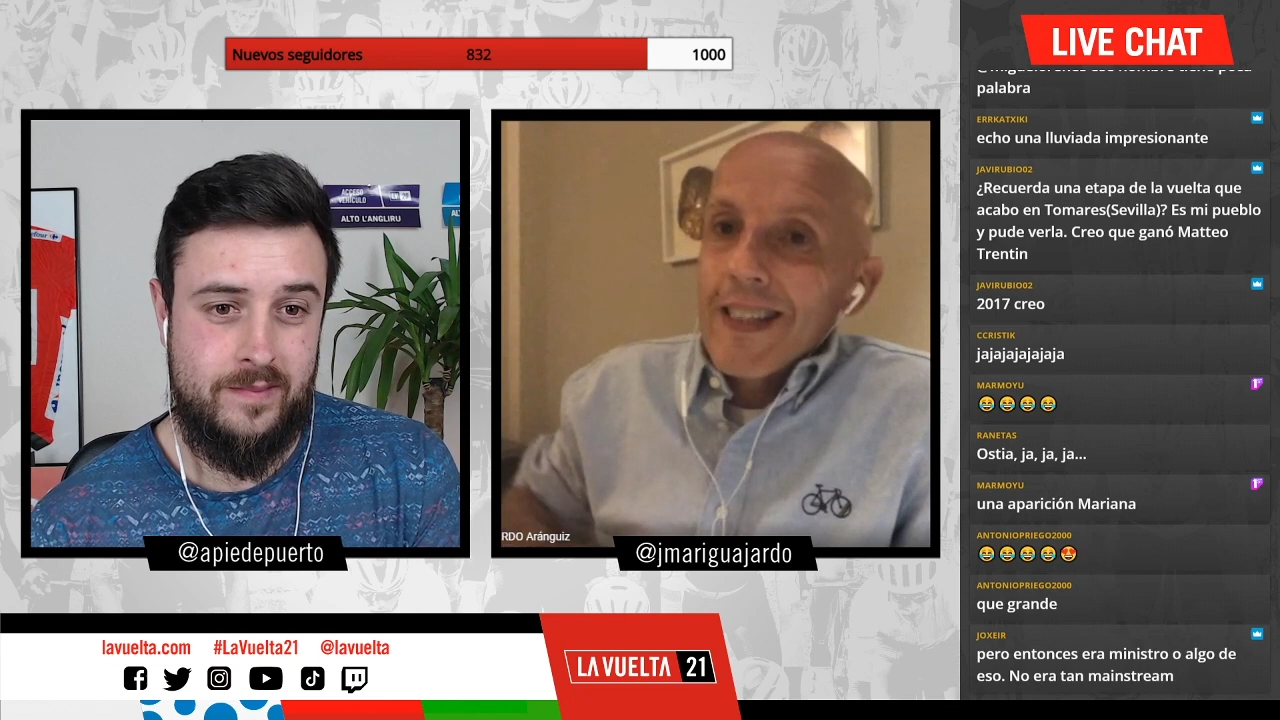 Nuevos seguidores 832 1000
ACCESO
VEHÍCULO
ALTO L'ANGLIRU
RDO Aránguiz
@apiedepuerto
@jmariguajardo
lavuelta.com #LaVuelta21 @lavuelta
LA VUELTA 21
LIVE CHAT
palabra
ERRKATXIKI
echo una lluviada impresionante
JAVIRUBIO02
¿Recuerda una etapa de la vuelta que
acabo en Tomares(Sevilla)? Es mi pueblo
y pude verla. Creo que ganó Matteo
Trentin
JAVIRUBIO02
2017 creo
CCRISTIK
jajajajajajaja
MARMOYU
😂 😂 😂 😂
RANETAS
Ostia, ja, ja, ja...
MARMOYU
una aparición Mariana
ANTONIOPRIEGO2000
😂 😂 😂 😂 🤩
ANTONIOPRIEGO2000
que grande
JOXEIR
pero entonces era ministro o algo de
eso. No era tan mainstream